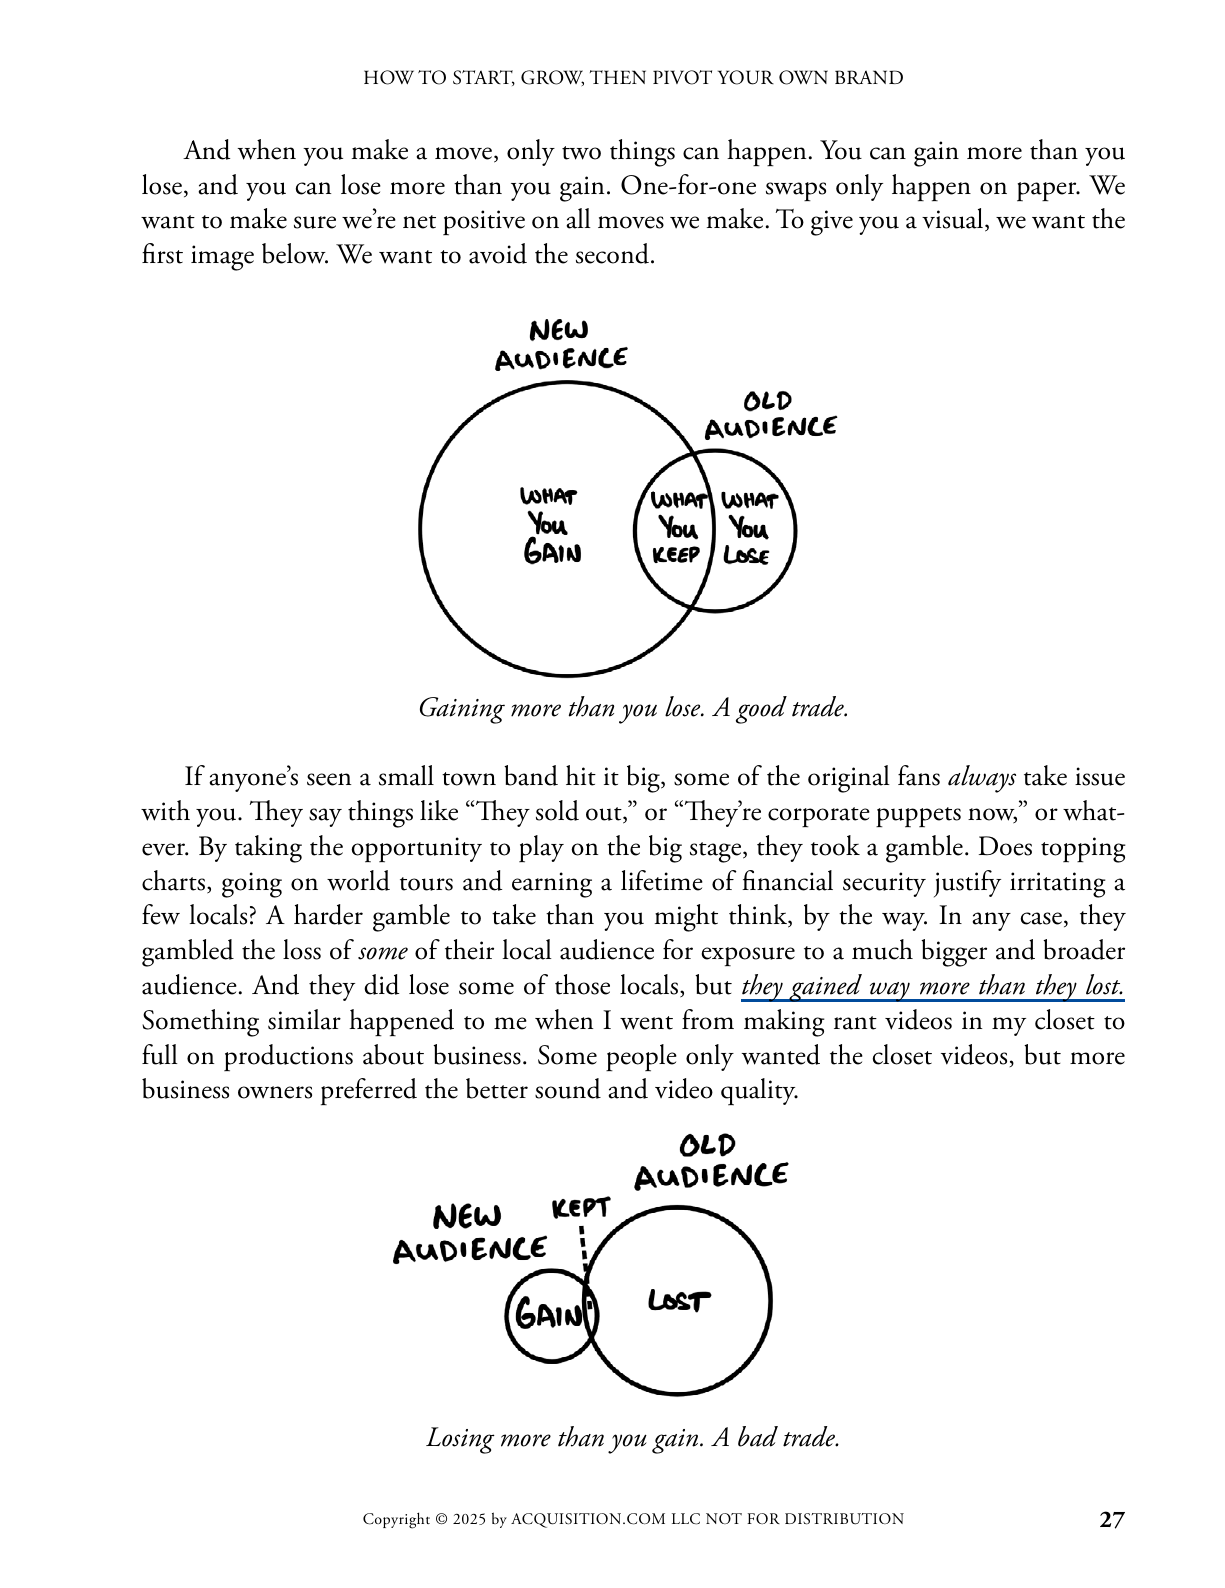 HOW TO START, GROW, THEN PIVOT YOUR OWN BRAND
And when you make a move, only two things can happen. You can gain more than you
lose, and you can lose more than you gain. One-for-one swaps only happen on paper. We
want to make sure we’re net positive on all moves we make. To give you a visual, we want the
first image below. We want to avoid the second.
NEW
AUDIENCE
OLD
AUDIENCE
WHAT
YOU
GAIN
WHAT
YOU
KEEP
WHAT
YOU
LOSE
Gaining more than you lose. A good trade.
If anyone’s seen a small town band hit it big, some of the original fans always take issue
with you. They say things like “They sold out,” or “They’re corporate puppets now,” or what-
ever. By taking the opportunity to play on the big stage, they took a gamble. Does topping
charts, going on world tours and earning a lifetime of financial security justify irritating a
few locals? A harder gamble to take than you might think, by the way. In any case, they
gambled the loss of some of their local audience for exposure to a much bigger and broader
audience. And they did lose some of those locals, but they gained way more than they lost.
Something similar happened to me when I went from making rant videos in my closet to
full on productions about business. Some people only wanted the closet videos, but more
business owners preferred the better sound and video quality.
OLD
AUDIENCE
KEPT
NEW
AUDIENCE
GAIN
LOST
Losing more than you gain. A bad trade.
Copyright © 2025 by ACQUISITION.COM LLC NOT FOR DISTRIBUTION
27